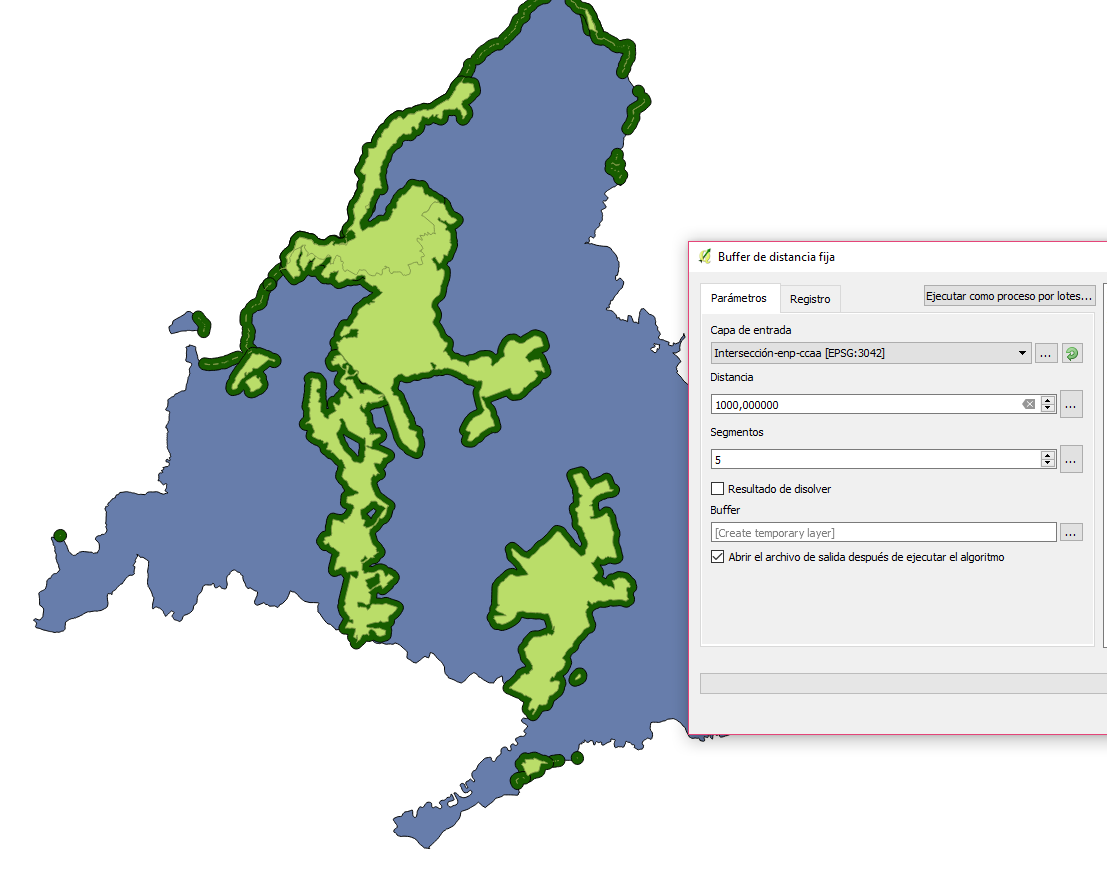 Buffer de distancia fija
Parámetros
Registro
Ejecutar como proceso por lotes...
Capa de entrada
Intersección-enp-ccaa [EPSG:3042]
...
Distancia
1000,000000
...
Segmentos
5
...
Resultado de disolver
Buffer
[Create temporary layer]
...
Abrir el archivo de salida después de ejecutar el algoritmo